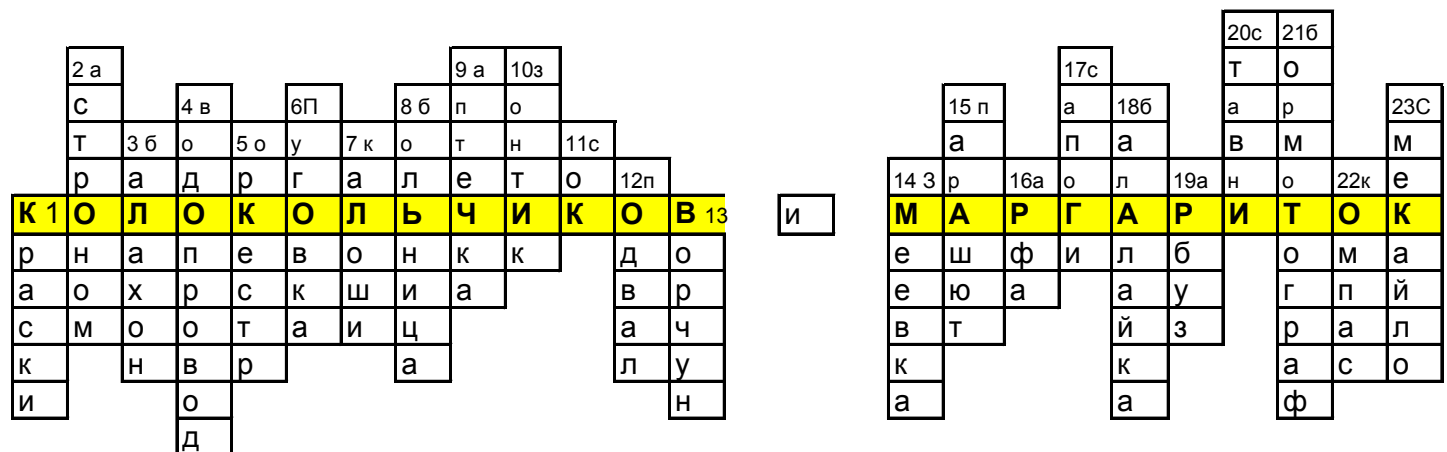 20с 21б
2 а 9 а 10з 17с т о
с 4 в 6П 8 б п о 15 п а 18б а р 23С
т 3 б о 5 о у 7 к о т н 11с а п а в м м
р а д р г а л е т о 12п 14 З р 16а о л 19а н о 22к е
К 1 О Л О К О Л Ь Ч И К О В 13 и М А Р Г А Р И Т О К
р н а п е в о н к к д о е ш ф и л б о м а
а о х р с к ш и а в р е ю а а у г п й
с м о о т а и ц а ч в т й з р а л
к н в р а л у к к а с о
и о н а а ф
д